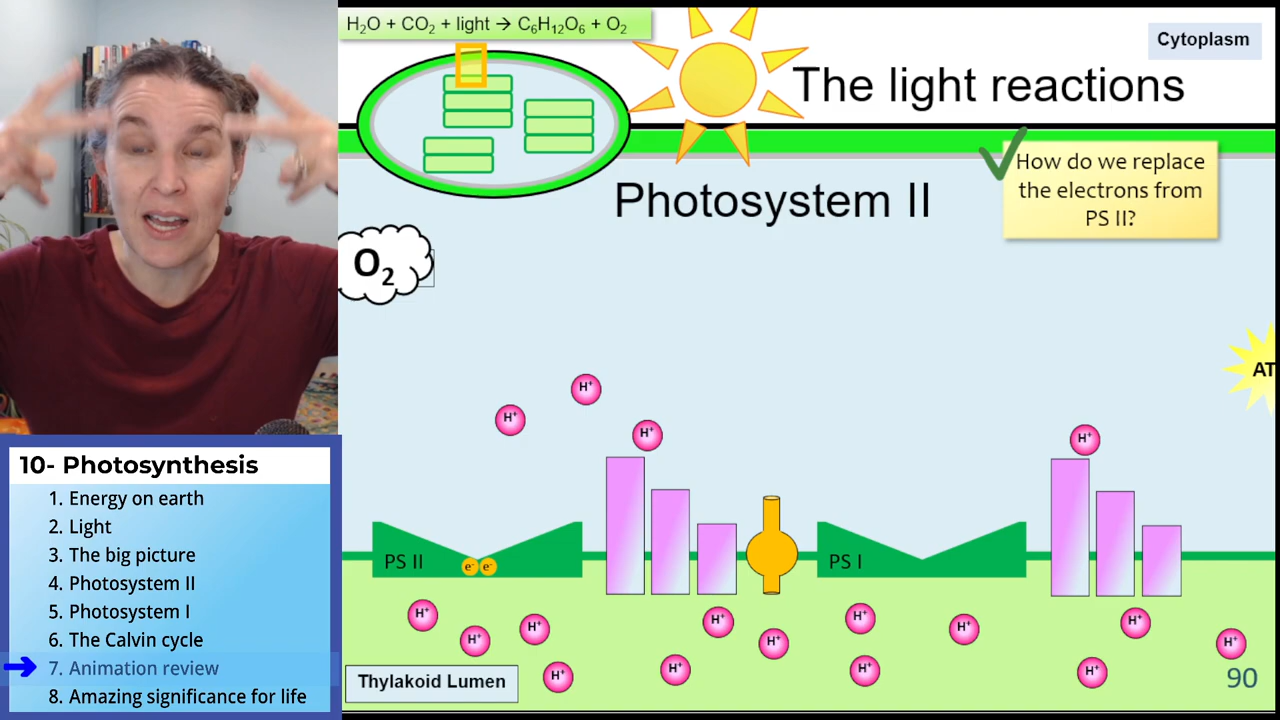 H₂O + CO₂ + light → C₆H₁₂O₆ + O₂
Cytoplasm
The light reactions
How do we replace
the electrons from
PS II?
Photosystem II
O₂
AT
H⁺
H⁺
H⁺
H⁺
PS II
e⁻ e⁻
PS I
H⁺
H⁺
H⁺
H⁺
H⁺
H⁺
H⁺
H⁺
H⁺
H⁺
H⁺
H⁺
H⁺
Thylakoid Lumen
90
10- Photosynthesis
1. Energy on earth
2. Light
3. The big picture
4. Photosystem II
5. Photosystem I
6. The Calvin cycle
7. Animation review
8. Amazing significance for life